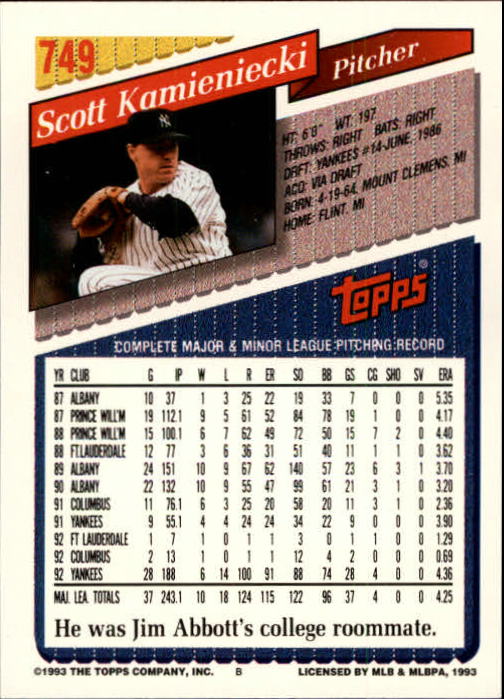 749
Scott Kamieniecki
Pitcher
HT: 6'0" WT: 197
THROWS: RIGHT BATS: RIGHT
DRFT: YANKEES #14-JUNE, 1986
ACQ: VIA DRAFT
BORN: 4-19-64, MOUNT CLEMENS, MI
HOME: FLINT, MI
TOPPS®
COMPLETE MAJOR & MINOR LEAGUE PITCHING RECORD
YR CLUB G IP W L R ER SO BB GS CG SHO SV ERA
87 ALBANY 10 37 1 3 25 22 19 33 7 0 0 0 5.35
87 PRINCE WILL'M 19 112.1 9 5 61 52 84 78 19 1 0 0 4.17
88 PRINCE WILL'M 15 100.1 6 7 62 49 72 50 15 7 2 0 4.40
88 FT.LAUDERDALE 12 77 3 6 36 31 51 40 11 1 1 0 3.62
89 ALBANY 24 151 10 9 67 62 140 57 23 6 3 1 3.70
90 ALBANY 22 132 10 9 55 47 99 61 21 3 1 0 3.20
91 COLUMBUS 11 76.1 6 3 25 20 58 20 11 3 1 0 2.36
91 YANKEES 9 55.1 4 4 24 24 34 22 9 0 0 0 3.90
92 FT LAUDERDALE 1 7 1 0 1 1 3 0 1 1 0 0 1.29
92 COLUMBUS 2 13 1 0 1 1 12 4 2 0 0 0 0.69
92 YANKEES 28 188 6 14 100 91 88 74 28 4 0 0 4.36
MAJ. LEA. TOTALS 37 243.1 10 18 124 115 122 96 37 4 0 0 4.25
He was Jim Abbott's college roommate.
©1993 THE TOPPS COMPANY, INC. B LICENSED BY MLB & MLBPA, 1993